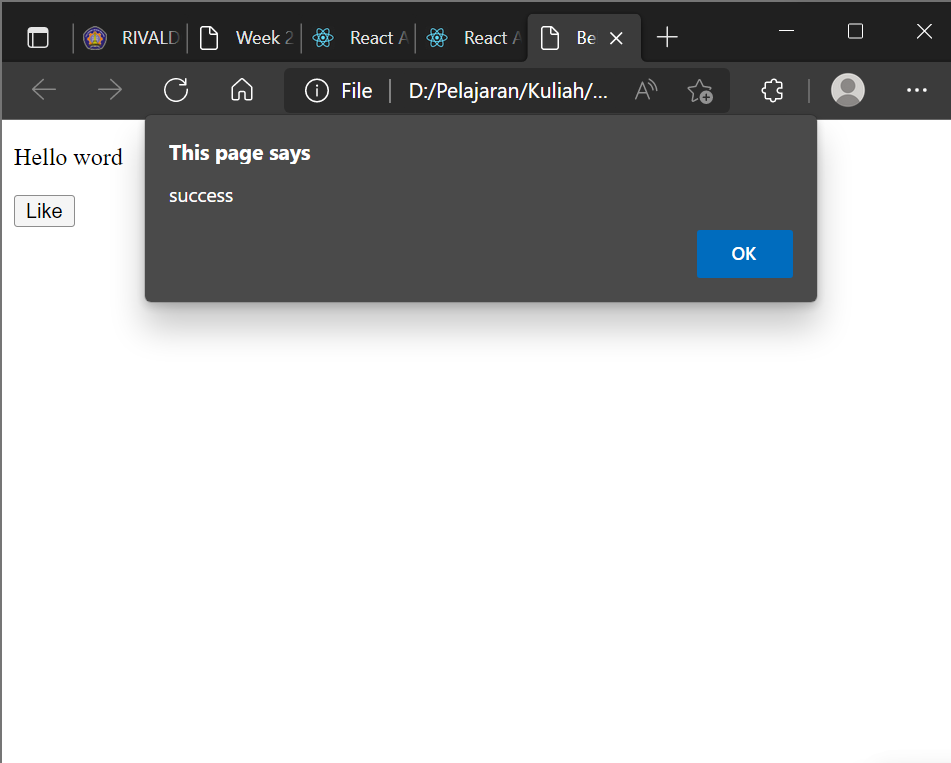 RIVALD
Week 2
React A
React A
Be
File
D:/Pelajaran/Kuliah/...
Hello word
Like
This page says
success
OK